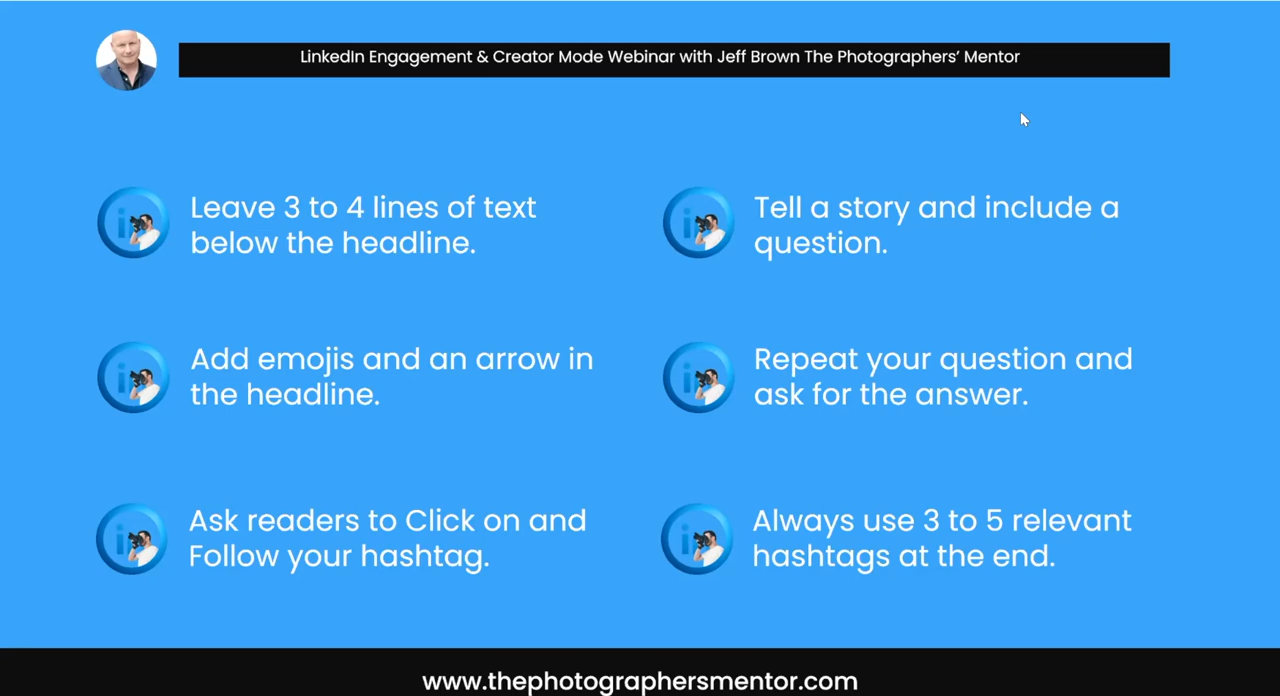 LinkedIn Engagement & Creator Mode Webinar with Jeff Brown The Photographers’ Mentor
Leave 3 to 4 lines of text
below the headline.
Tell a story and include a
question.
Add emojis and an arrow in
the headline.
Repeat your question and
ask for the answer.
Ask readers to Click on and
Follow your hashtag.
Always use 3 to 5 relevant
hashtags at the end.
www.thephotographersmentor.com